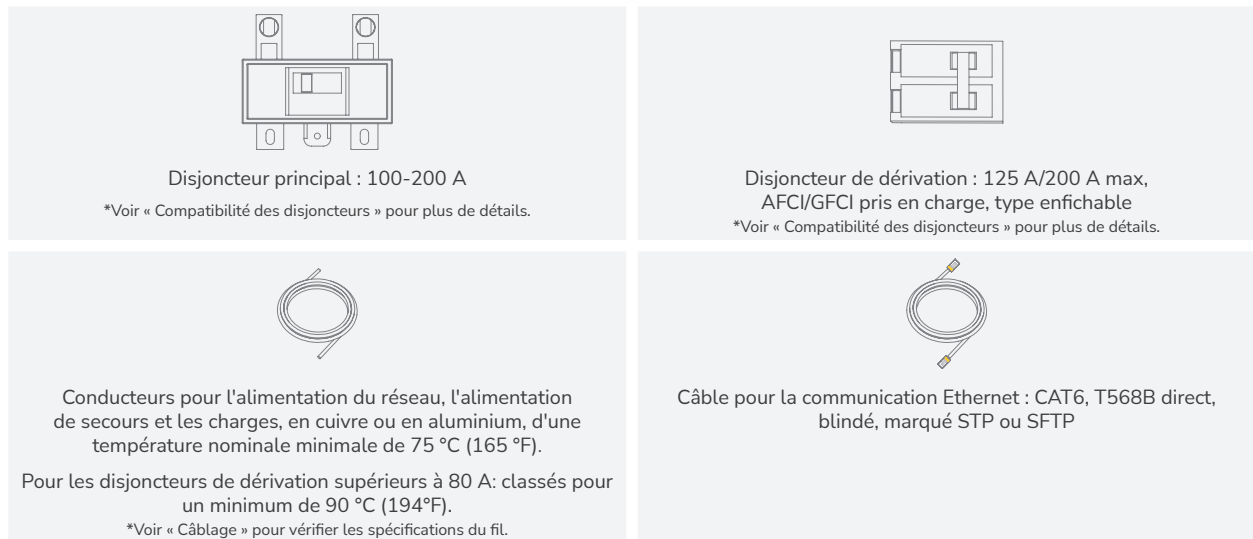 Disjoncteur principal : 100-200 A
*Voir « Compatibilité des disjoncteurs » pour plus de détails.
Disjoncteur de dérivation : 125 A/200 A max,
AFCI/GFCI pris en charge, type enfichable
*Voir « Compatibilité des disjoncteurs » pour plus de détails.
Conducteurs pour l'alimentation du réseau, l'alimentation
de secours et les charges, en cuivre ou en aluminium, d'une
température nominale minimale de 75 °C (165 °F).
Pour les disjoncteurs de dérivation supérieurs à 80 A: classés pour
un minimum de 90 °C (194°F).
*Voir « Câblage » pour vérifier les spécifications du fil.
Câble pour la communication Ethernet : CAT6, T568B direct,
blindé, marqué STP ou SFTP